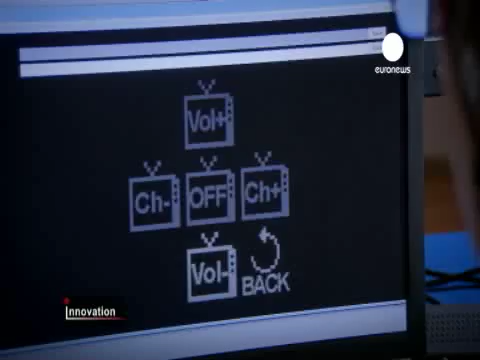 euronews
Vol+
Ch- OFF Ch+
Vol- BACK
Innovation